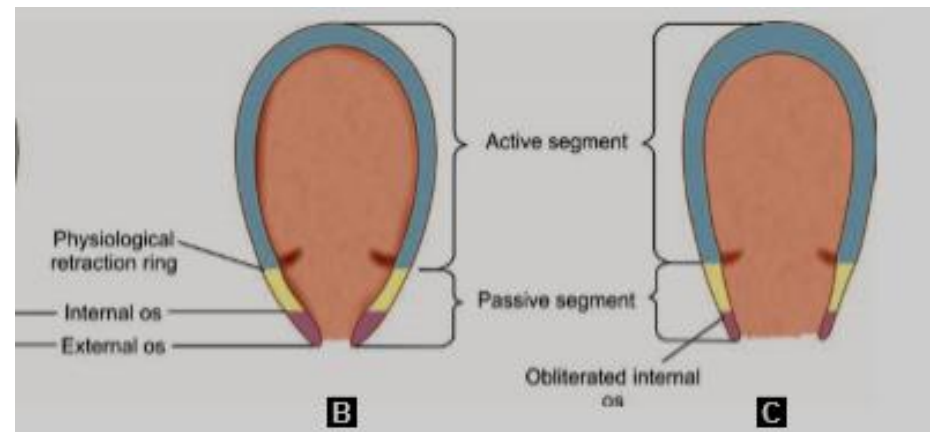 Active segment
Physiological
retraction ring
Passive segment
Internal os
External os
Obliterated internal
os
B
C